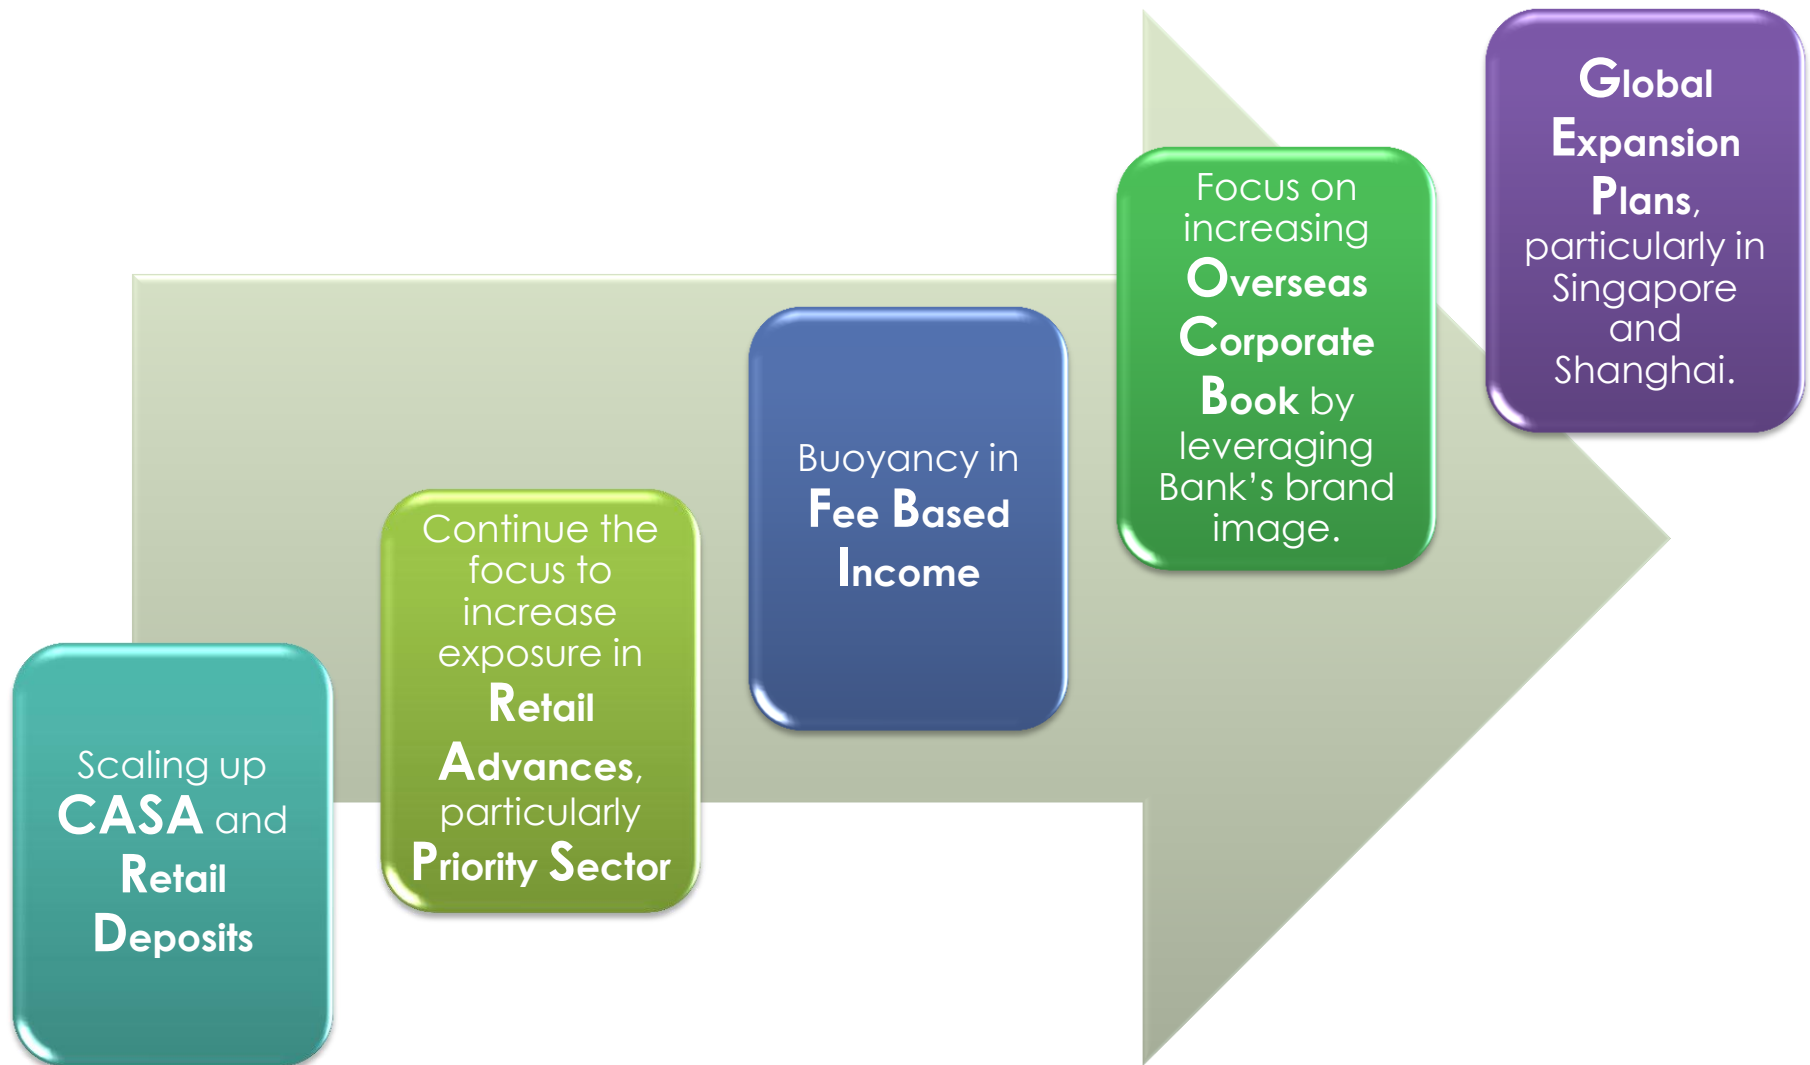 Scaling up
CASA and
Retail
Deposits
Continue the
focus to
increase
exposure in
Retail
Advances,
particularly
Priority Sector
Buoyancy in
Fee Based
Income
Focus on
increasing
Overseas
Corporate
Book by
leveraging
Bank’s brand
image.
Global
Expansion
Plans,
particularly in
Singapore
and
Shanghai.